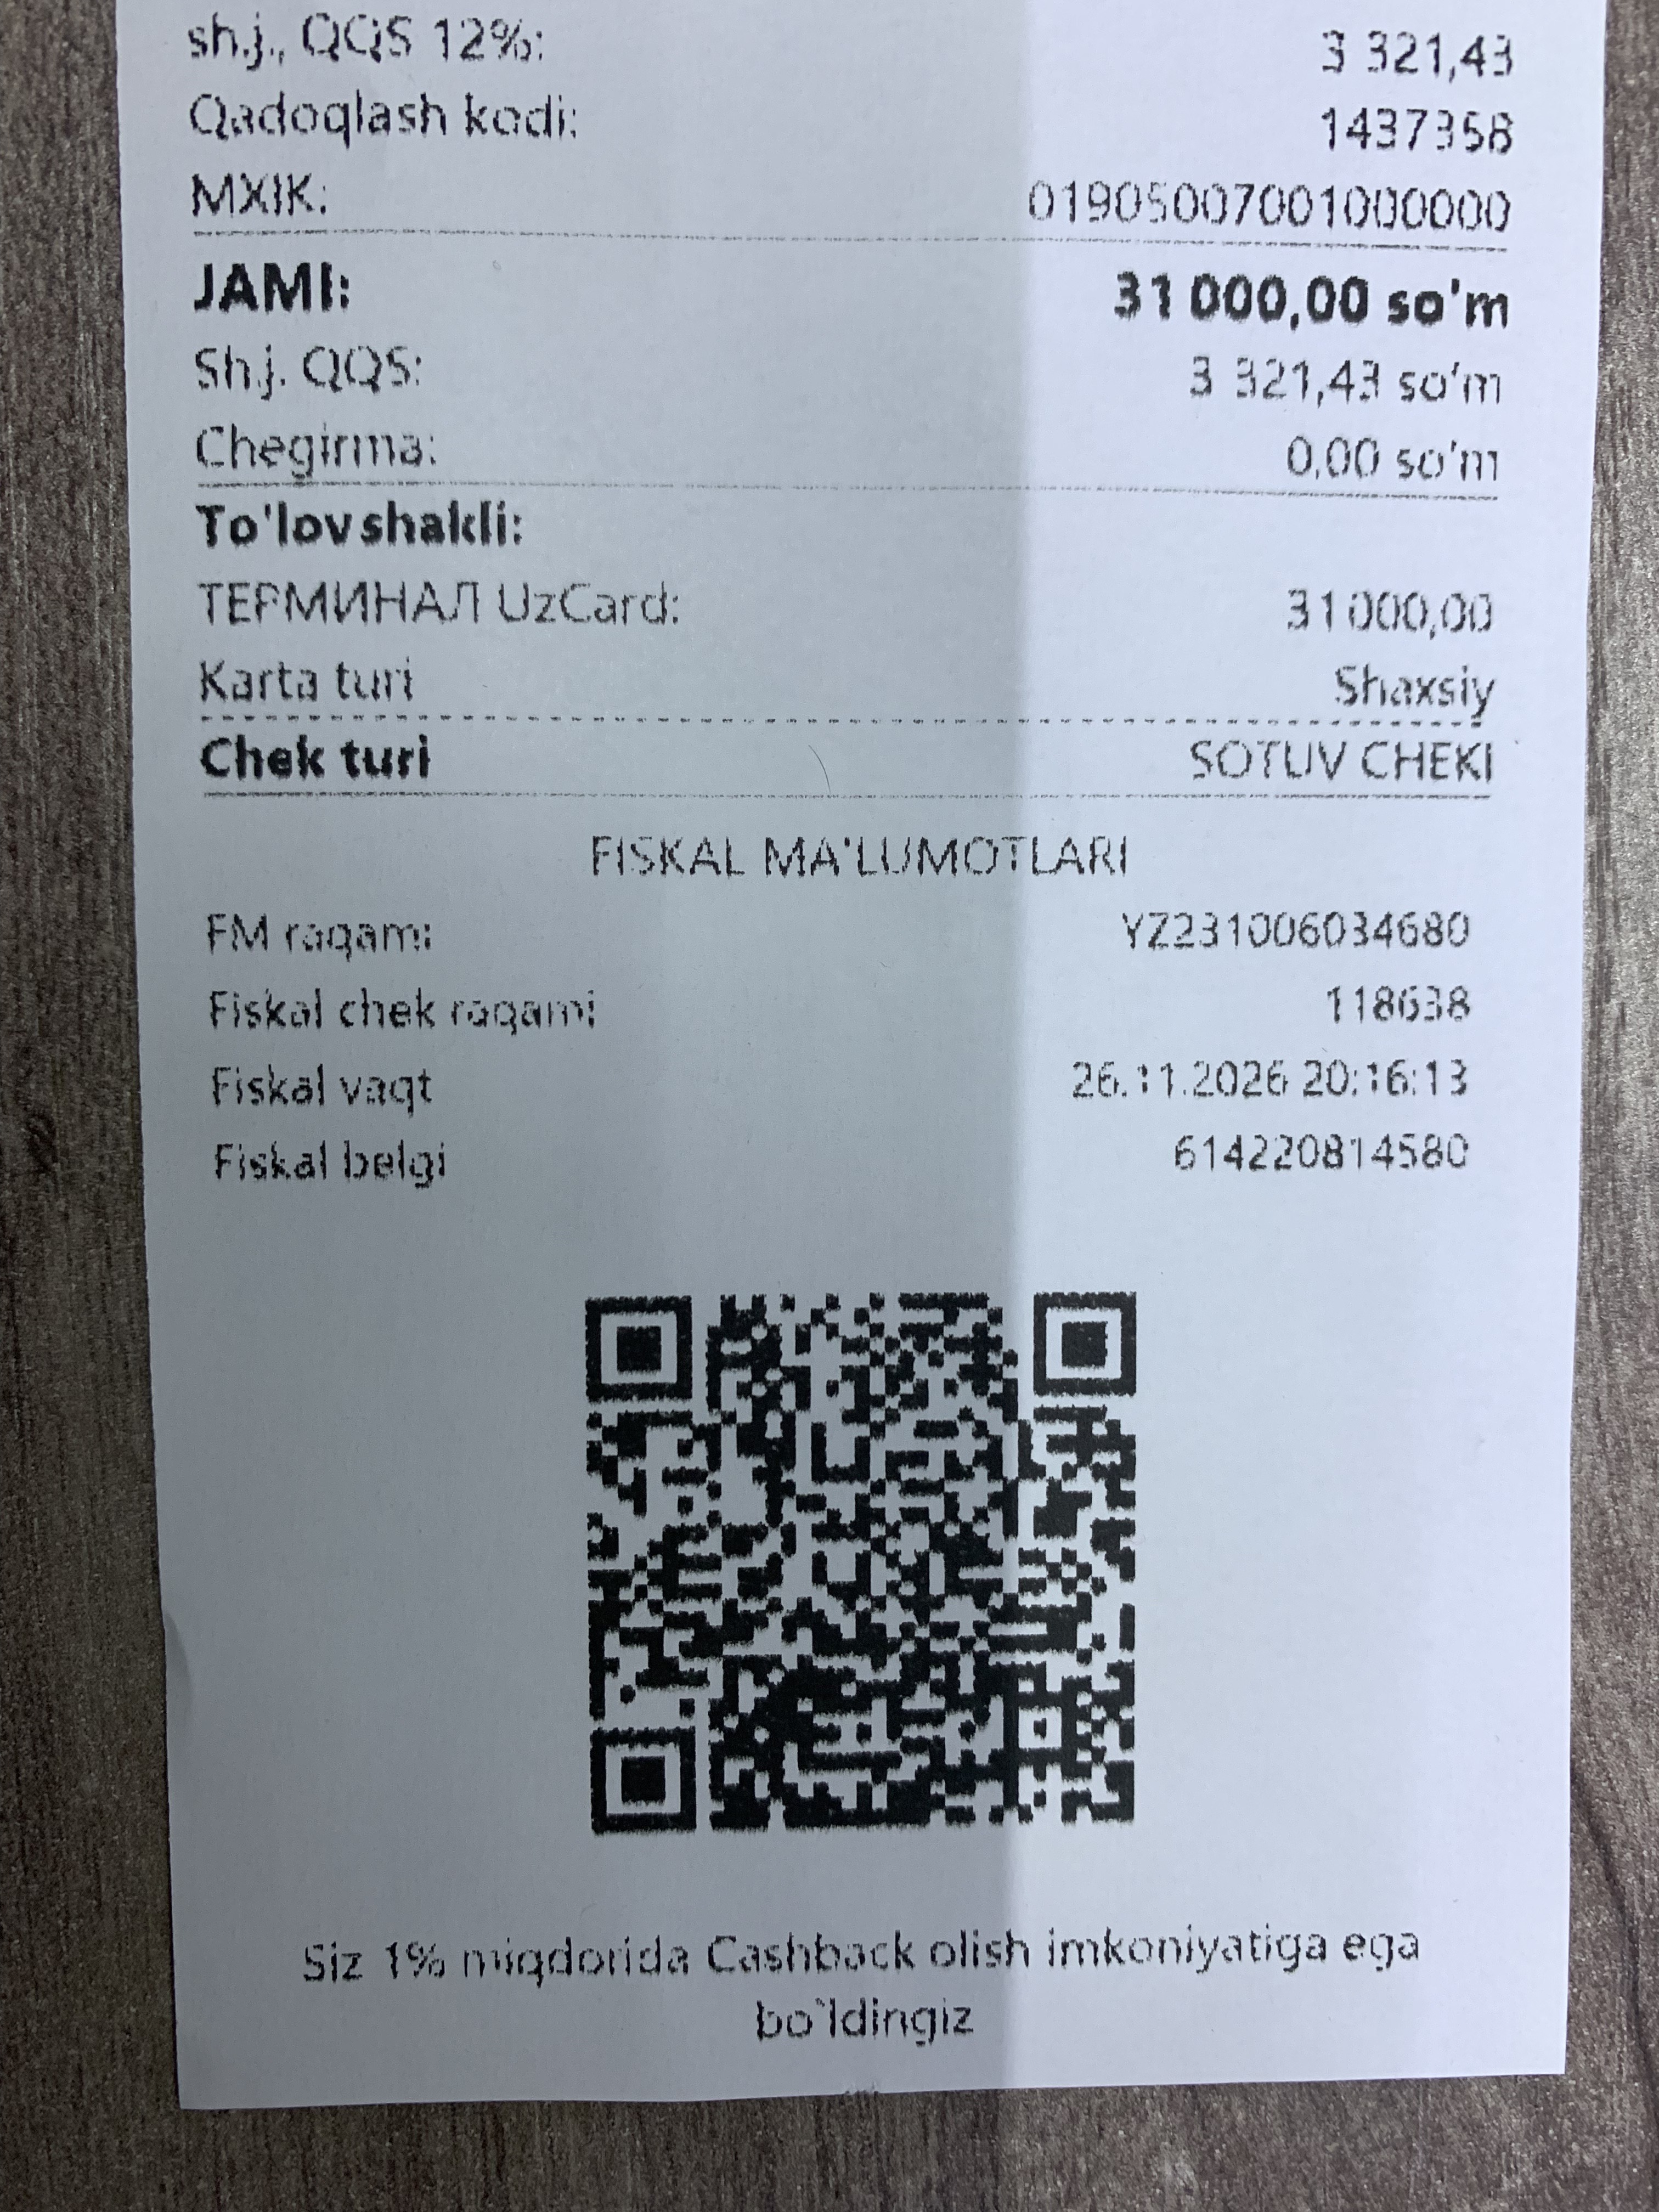 sh.j., QQS 12%: 3 321,43
Qadoqlash kodi: 1437358
MXIK: 01905007001000000
JAMI: 31 000,00 so'm
Sh.j. QQS: 3 321,43 so'm
Chegirma: 0,00 so'm
To'lov shakli:
ТЕРМИНАЛ UzCard: 31 000,00
Karta turi Shaxsiy
Chek turi SOTUV CHEKI
FISKAL MA'LUMOTLARI
FM raqami: YZ231006034680
Fiskal chek raqami 118638
Fiskal vaqt 26.11.2026 20:16:13
Fiskal belgi 614220814580
Siz 1% miqdorida Cashback olish imkoniyatiga ega
bo`ldingiz